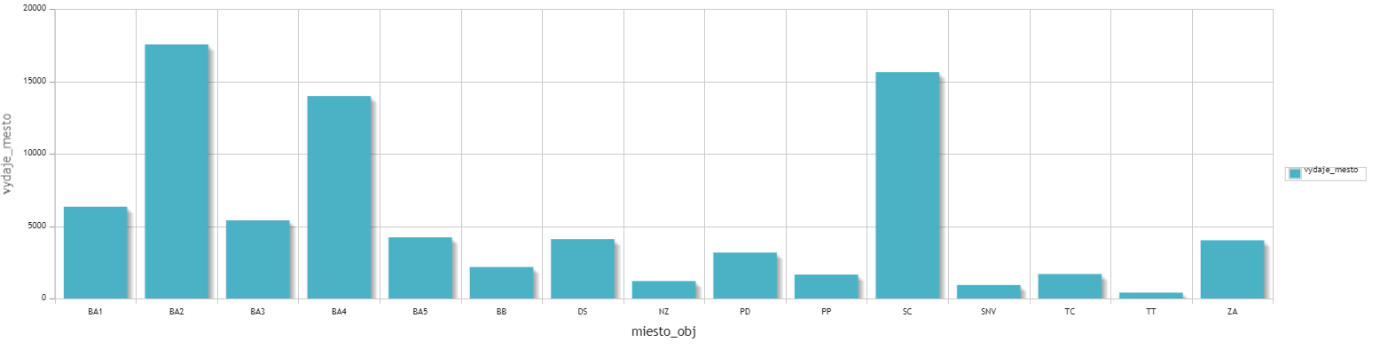 20000
15000
10000
5000
0
vydaje_mesto
BA1 BA2 BA3 BA4 BA5 BB DS NZ PD PP SC SNV TC TT ZA
miesto_obj
vydaje_mesto